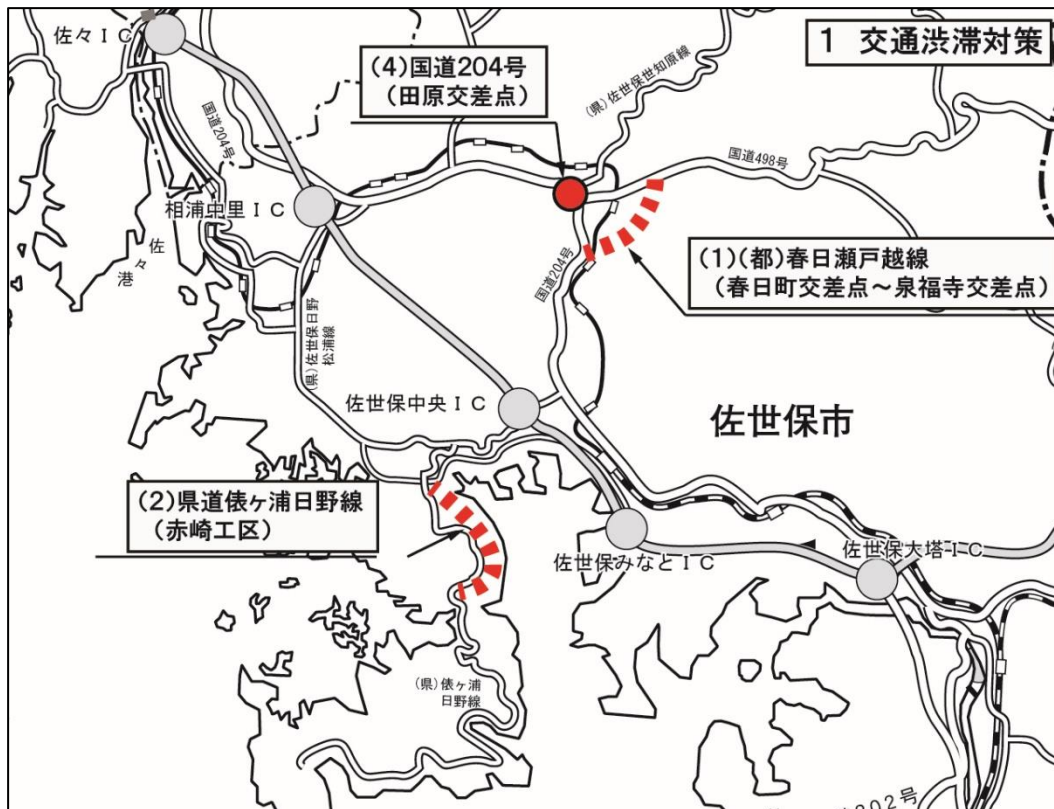 佐々IC
1 交通渋滞対策
(4)国道204号
(田原交差点)
(県)佐世保世知原線
国道204号
国道498号
相浦中里IC
佐々港
国道204号
(1)(都)春日瀬戸越線
(春日町交差点～泉福寺交差点)
(県)佐世保日野
松浦線
佐世保中央IC
佐世保市
(2)県道俵ヶ浦日野線
(赤崎工区)
佐世保みなとIC
佐世保大塔IC
(県)俵ヶ浦
日野線
202号